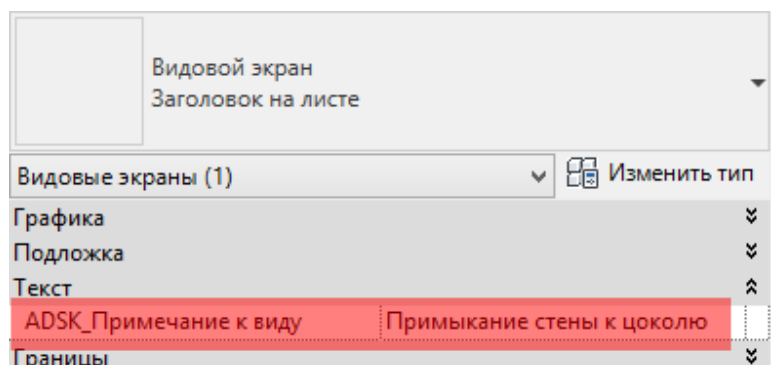 Видовой экран
Заголовок на листе
Видовые экраны (1) Изменить тип
Графика
Подложка
Текст
ADSK_Примечание к виду Примыкание стены к цоколю
Границы